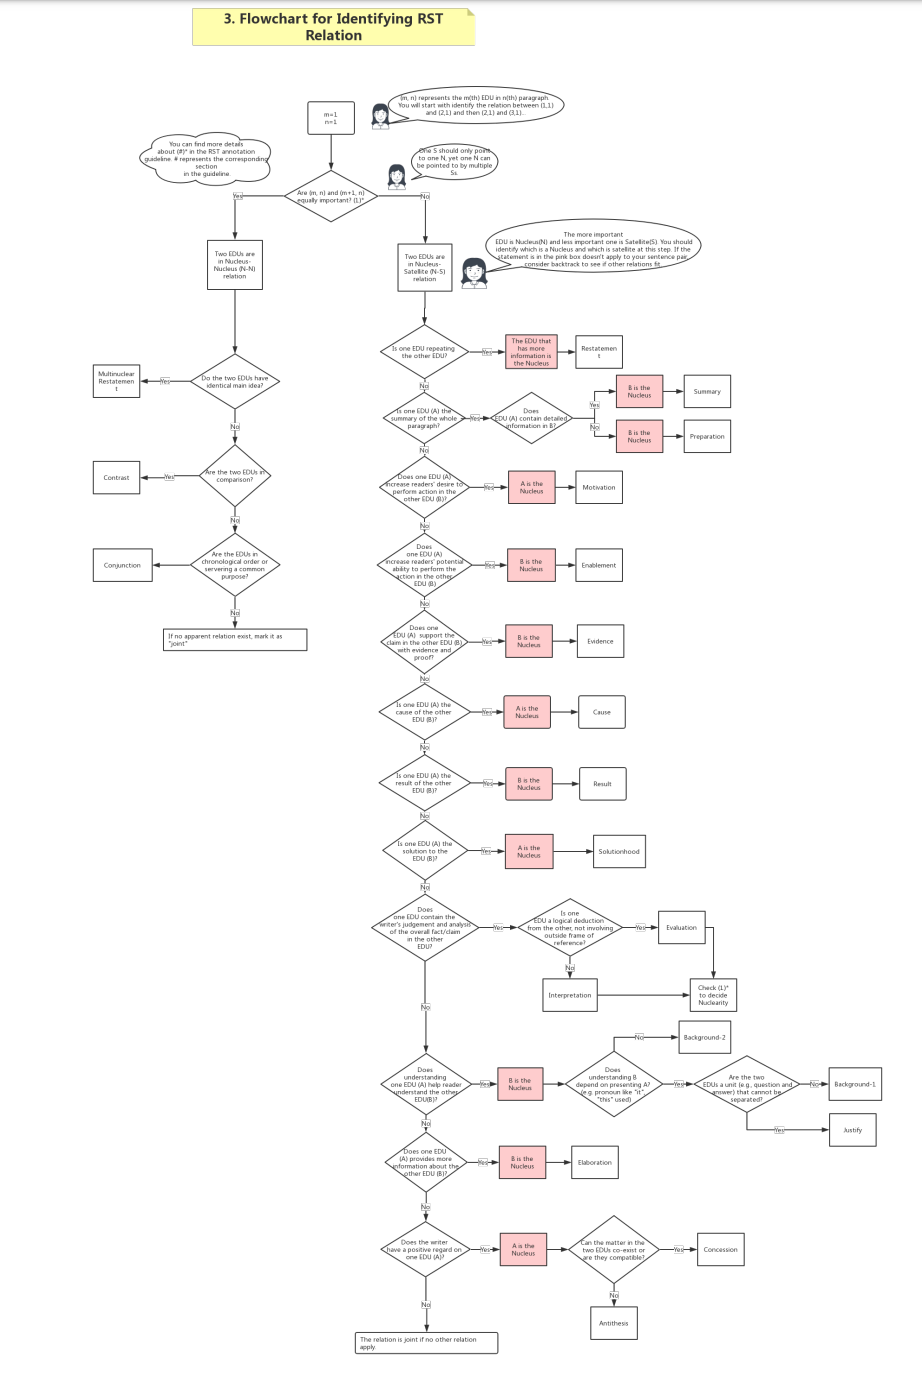 3. Flowchart for Identifying RST
Relation
m=1
n=1
(m, n) represents the m(th) EDU in n(th) paragraph.
You will start with identify the relation between (1,1)
and (2,1) and then (2,1) and (3,1)...
You can find more details
about (#)* in the RST annotation
guideline. # represents the corresponding
section
in the guideline.
One S should only point
to one N, yet one N can
be pointed to by multiple
Ss.
Are (m, n) and (m+1, n)
equally important? (1)*
Yes
No
Two EDUs are
in Nucleus-
Nucleus (N-N)
relation
Two EDUs are
in Nucleus-
Satellite (N-S)
relation
The more important
EDU is Nucleus(N) and less important one is Satellite(S). You should
identify which is a Nucleus and which is satellite at this step. If the
statement in the pink box doesn't apply to your sentence pair,
consider backtrack to see if other relations fit.
Do the two EDUs have
identical main idea?
Yes
Multinuclear
Restatemen
t
No
Are the two EDUs in
comparison?
Yes
Contrast
No
Are the EDUs in
chronological order or
servering a common
purpose?
Conjunction
No
If no apparent relation exist, mark it as
"joint"
Is one EDU repeating
the other EDU?
Yes
The EDU that
has more
information is
the Nucleus
Restatemen
t
No
Is one EDU (A) the
summary of the whole
paragraph?
Yes
Does
EDU (A) contain detailed
information in B?
Yes
B is the
Nucleus
Summary
No
B is the
Nucleus
Preparation
No
Does one EDU (A)
increase readers' desire to
perform action in the
other EDU (B)?
Yes
A is the
Nucleus
Motivation
No
Does
one EDU (A)
increase readers' potential
ability to perform the
action in the other
EDU (B)
Yes
B is the
Nucleus
Enablement
No
Does one
EDU (A) support the
claim in the other EDU (B)
with evidence and
proof?
Yes
B is the
Nucleus
Evidence
No
Is one EDU (A) the
cause of the other
EDU (B)?
Yes
A is the
Nucleus
Cause
No
Is one EDU (A) the
result of the other
EDU (B)?
Yes
B is the
Nucleus
Result
No
Is one EDU (A) the
solution to the
EDU (B)?
Yes
A is the
Nucleus
Solutionhood
No
Does
one EDU contain the
writer's judgement and analysis
of the overall fact/claim
in the other
EDU?
Yes
Is one
EDU a logical deduction
from the other, not involving
outside frame of
reference?
Yes
Evaluation
No
Interpretation
Check (1)*
to decide
Nuclearity
No
Does
understanding
one EDU (A) help reader
understand the other
EDU(B)?
Yes
B is the
Nucleus
Does
understanding B
depend on presenting A?
(e.g. pronoun like "it",
"this" used)
No
Background-2
Yes
Are the two
EDUs a unit (e.g., question and
answer) that cannot be
separated?
No
Background-1
Yes
Justify
No
Does one EDU
(A) provides more
information about the
other EDU (B)?
Yes
B is the
Nucleus
Elaboration
No
Does the writer
have a positive regard on
one EDU (A)?
Yes
A is the
Nucleus
Can the matter in the
two EDUs co-exist or
are they compatible?
Yes
Concession
No
Antithesis
No
The relation is joint if no other relation
apply.